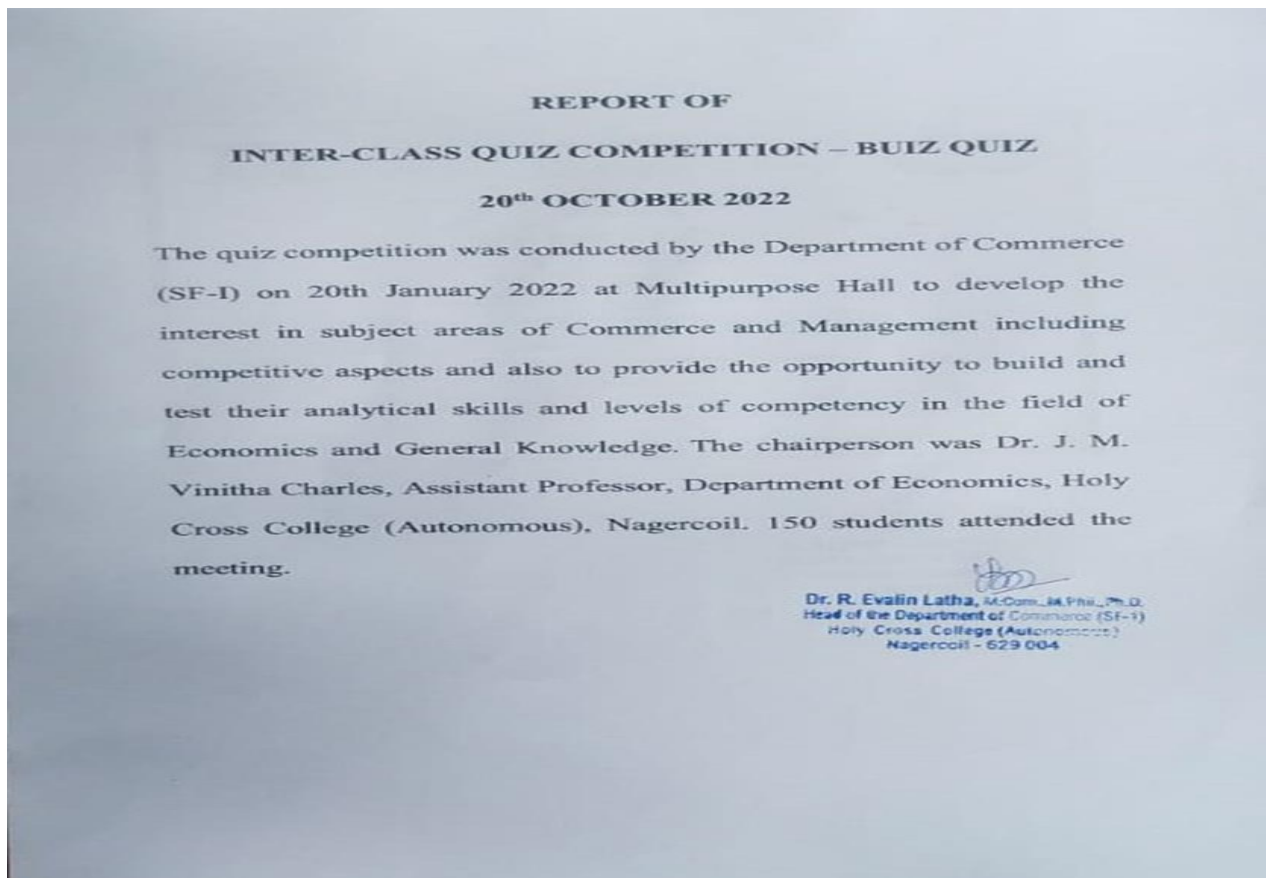 REPORT OF
INTER-CLASS QUIZ COMPETITION – BUIZ QUIZ
20th OCTOBER 2022
The quiz competition was conducted by the Department of Commerce
(SF-I) on 20th January 2022 at Multipurpose Hall to develop the
interest in subject areas of Commerce and Management including
competitive aspects and also to provide the opportunity to build and
test their analytical skills and levels of competency in the field of
Economics and General Knowledge. The chairperson was Dr. J. M.
Vinitha Charles, Assistant Professor, Department of Economics, Holy
Cross College (Autonomous), Nagercoil. 150 students attended the
meeting.
Dr. R. Evalin Latha, M.Com., M.Phil., Ph.D.
Head of the Department of Commerce (SF-1)
Holy Cross College (Autonomous)
Nagercoil - 629 004